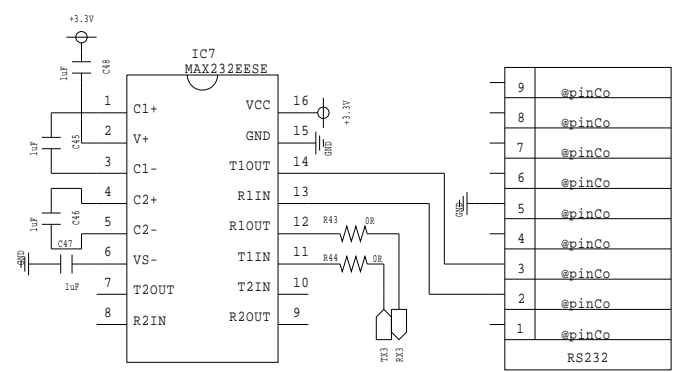 +3.3V
1uF
C48
IC7
MAX232EESE
1 C1+ VCC 16
+3.3V
2 V+ GND 15
GND
1uF
C45
3 C1- T1OUT 14
4 C2+ R1IN 13
1uF
C46
5 C2- R1OUT 12
R43 0R
GND
C47
1uF
6 VS- T1IN 11
R44 0R
7 T2OUT T2IN 10
8 R2IN R2OUT 9
TX3
RX3
9 @pinCo
8 @pinCo
7 @pinCo
6 @pinCo
GND
5 @pinCo
4 @pinCo
3 @pinCo
2 @pinCo
1 @pinCo
RS232